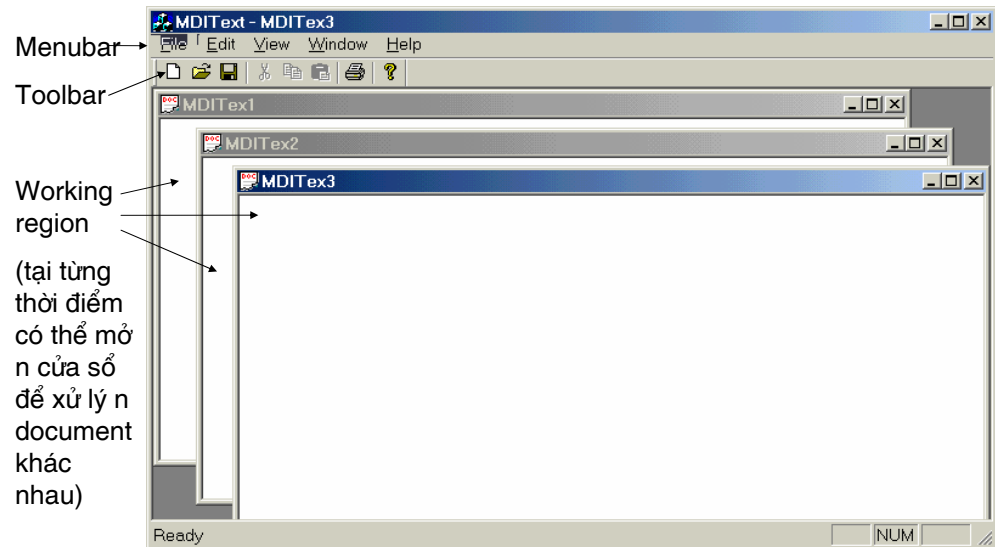 MDIText - MDITex3
Menubar
File Edit View Window Help
Toolbar
MDITex1
MDITex2
MDITex3
Working
region
(tại từng
thời điểm
có thể mở
n cửa sổ
để xử lý n
document
khác
nhau)
Ready
NUM